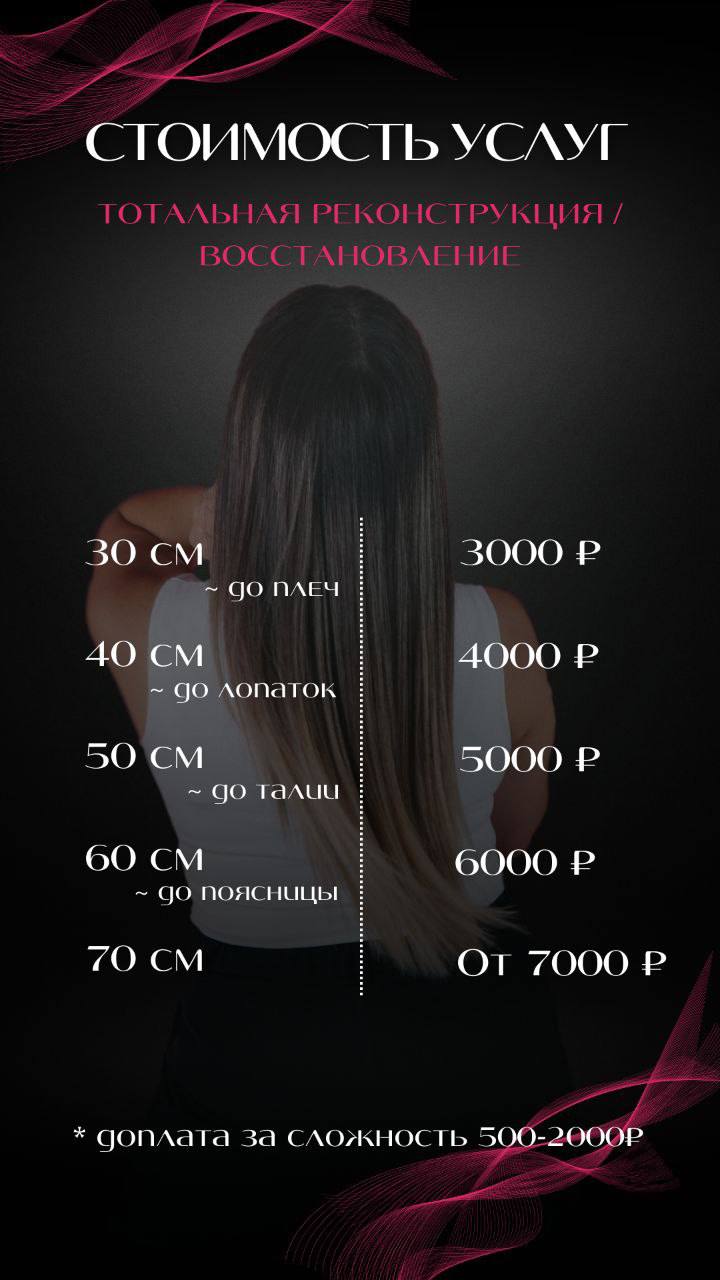 СТОИМОСТЬ УСЛУГ
ТОТАЛЬНАЯ РЕКОНСТРУКЦИЯ /
ВОССТАНОВЛЕНИЕ
30 см 3000 ₽
~ до плеч
40 см 4000 ₽
~ до лопаток
50 см 5000 ₽
~ до талии
60 см 6000 ₽
~ до поясницы
70 см От 7000 ₽
* доплата за сложность 500-2000₽